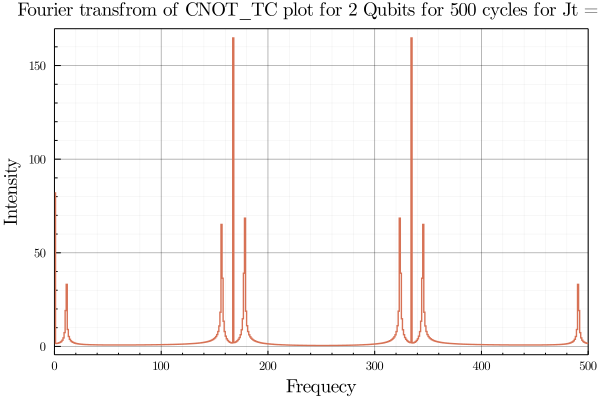 Fourier transfrom of CNOT_TC plot for 2 Qubits for 500 cycles for Jt =
Intensity
150
100
50
0
0 100 200 300 400 500
Frequecy